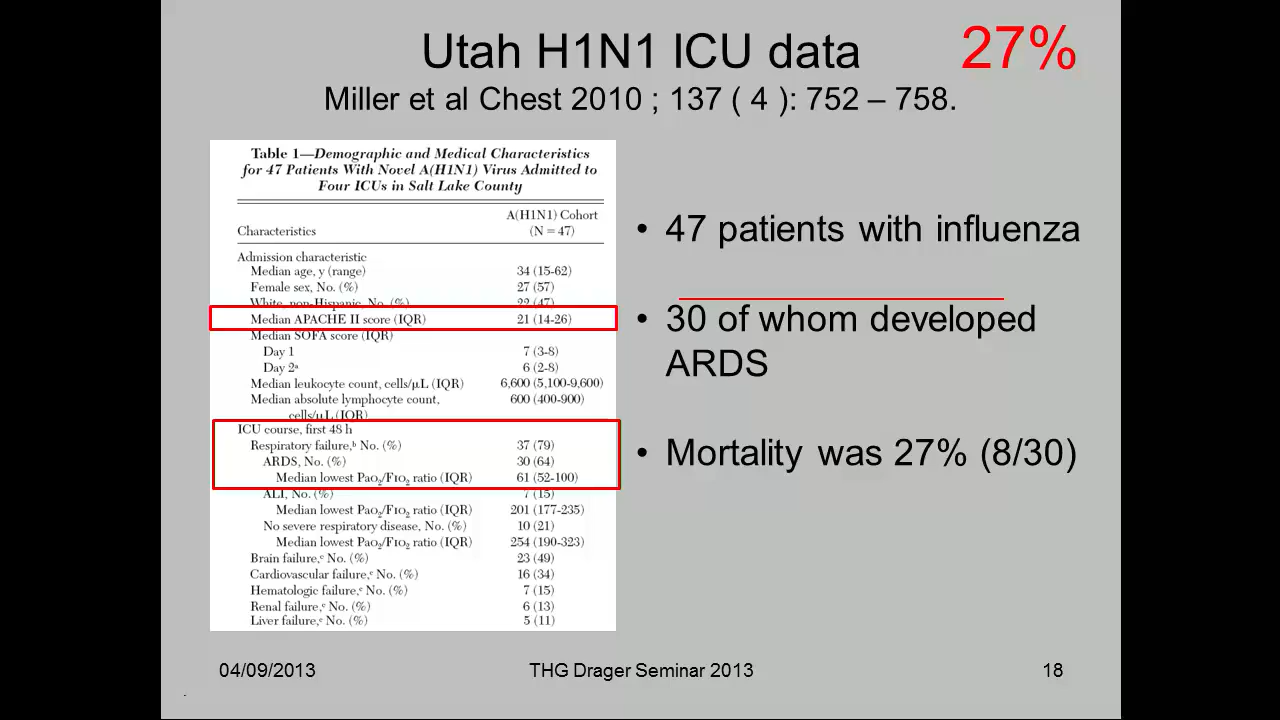 Utah H1N1 ICU data
27%
Miller et al Chest 2010 ; 137 ( 4 ): 752 – 758.
Table 1—Demographic and Medical Characteristics
for 47 Patients With Novel A(H1N1) Virus Admitted to
Four ICUs in Salt Lake County
A(H1N1) Cohort
Characteristics (N = 47)
Admission characteristic
Median age, y (range) 34 (15-62)
Female sex, No. (%) 27 (57)
White, non-Hispanic, No. (%) 22 (47)
Median APACHE II score (IQR) 21 (14-26)
Median SOFA score (IQR)
Day 1 7 (3-8)
Day 2ᵃ 6 (2-8)
Median leukocyte count, cells/μL (IQR) 6,600 (5,100-9,600)
Median absolute lymphocyte count, 600 (400-900)
cells/μL (IQR)
ICU course, first 48 h
Respiratory failure,ᵇ No. (%) 37 (79)
ARDS, No. (%) 30 (64)
Median lowest PaO₂/FIO₂ ratio (IQR) 61 (52-100)
ALI, No. (%) 7 (15)
Median lowest PaO₂/FIO₂ ratio (IQR) 201 (177-235)
No severe respiratory disease, No. (%) 10 (21)
Median lowest PaO₂/FIO₂ ratio (IQR) 254 (190-323)
Brain failure,ᶜ No. (%) 23 (49)
Cardiovascular failure,ᶜ No. (%) 16 (34)
Hematologic failure,ᶜ No. (%) 7 (15)
Renal failure,ᶜ No. (%) 6 (13)
Liver failure,ᶜ No. (%) 5 (11)
• 47 patients with influenza
• 30 of whom developed
ARDS
• Mortality was 27% (8/30)
04/09/2013
THG Drager Seminar 2013
18